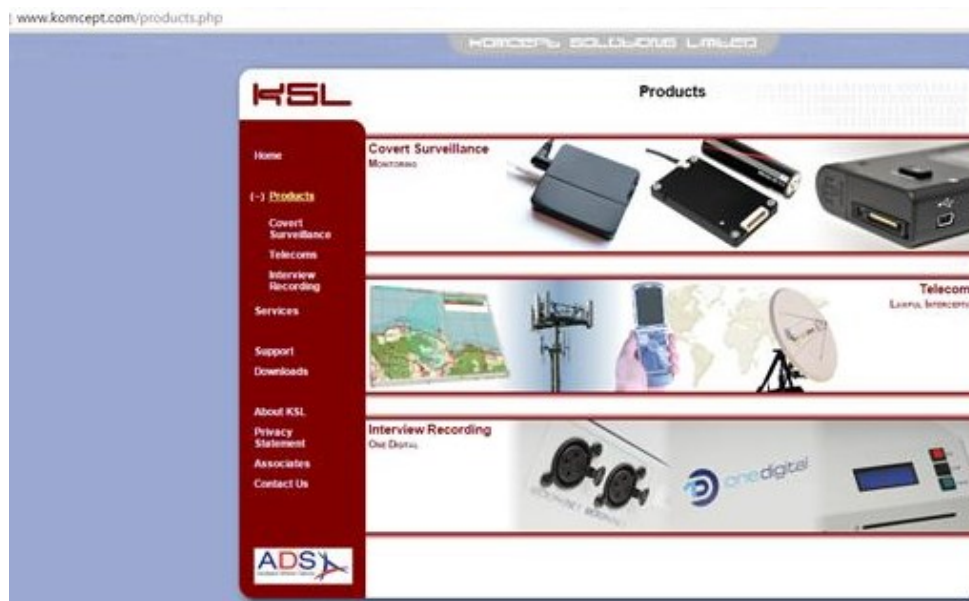 www.komcept.com/products.php
KOMCEPT SOLUTIONS LIMITED
KSL
Products
Home
(-) Products
Covert
Surveillance
Telecoms
Interview
Recording
Services
Support
Downloads
About KSL
Privacy
Statement
Associates
Contact Us
ADS
Covert Surveillance
MONITORING
Telecom
LAWFUL INTERCEPT
Interview Recording
ONE DIGITAL
onedigital